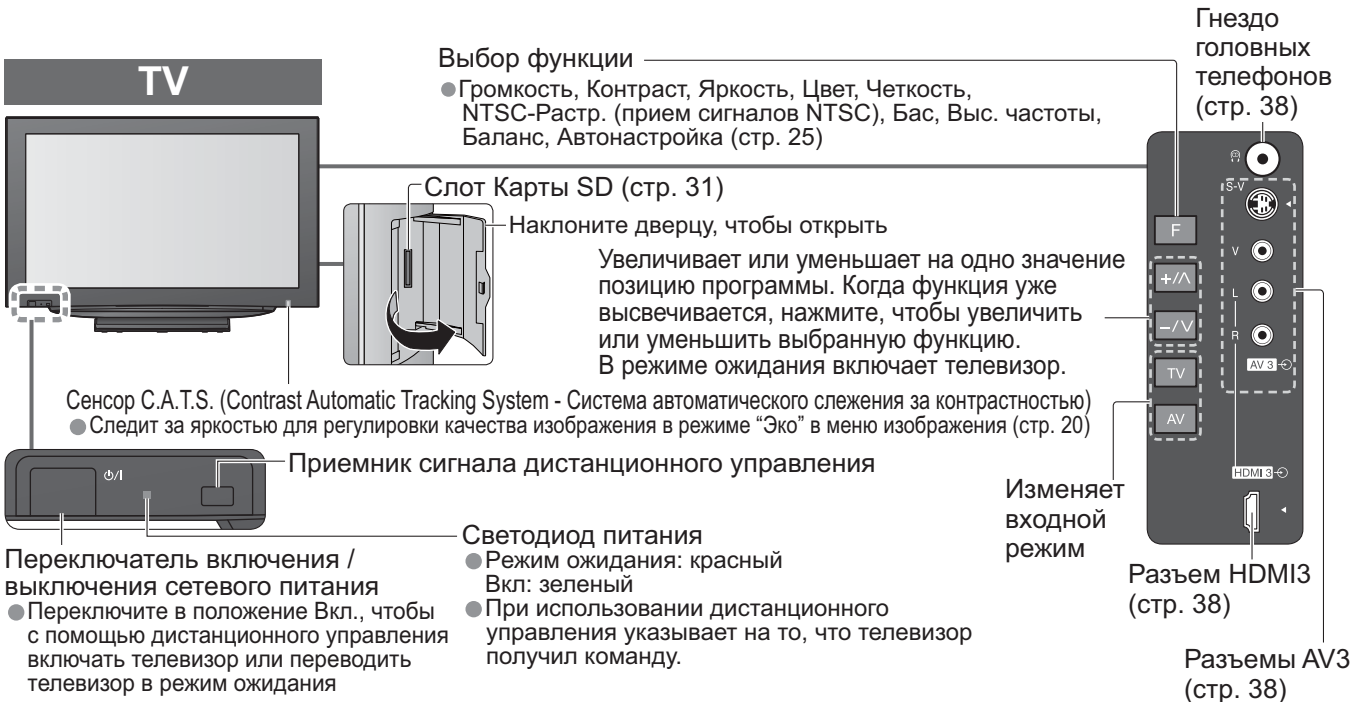 TV
Выбор функции
● Громкость, Контраст, Яркость, Цвет, Четкость,
NTSC-Растр. (прием сигналов NTSC), Бас, Выс. частоты,
Баланс, Автонастройка (стр. 25)
Гнездо
головных
телефонов
(стр. 38)
Слот Карты SD (стр. 31)
Наклоните дверцу, чтобы открыть
Увеличивает или уменьшает на одно значение
позицию программы. Когда функция уже
высвечивается, нажмите, чтобы увеличить
или уменьшить выбранную функцию.
В режиме ожидания включает телевизор.
S-V
F
V
+/∧
L
−/∨
R
AV 3
TV
AV
HDMI 3
Сенсор C.A.T.S. (Contrast Automatic Tracking System - Система автоматического слежения за контрастностью)
● Следит за яркостью для регулировки качества изображения в режиме “Эко” в меню изображения (стр. 20)
⏻/I
Приемник сигнала дистанционного управления
Изменяет
входной
режим
Переключатель включения /
выключения сетевого питания
● Переключите в положение Вкл., чтобы
с помощью дистанционного управления
включать телевизор или переводить
телевизор в режим ожидания
Светодиод питания
● Режим ожидания: красный
Вкл: зеленый
● При использовании дистанционного
управления указывает на то, что телевизор
получил команду.
Разъем HDMI3
(стр. 38)
Разъемы AV3
(стр. 38)